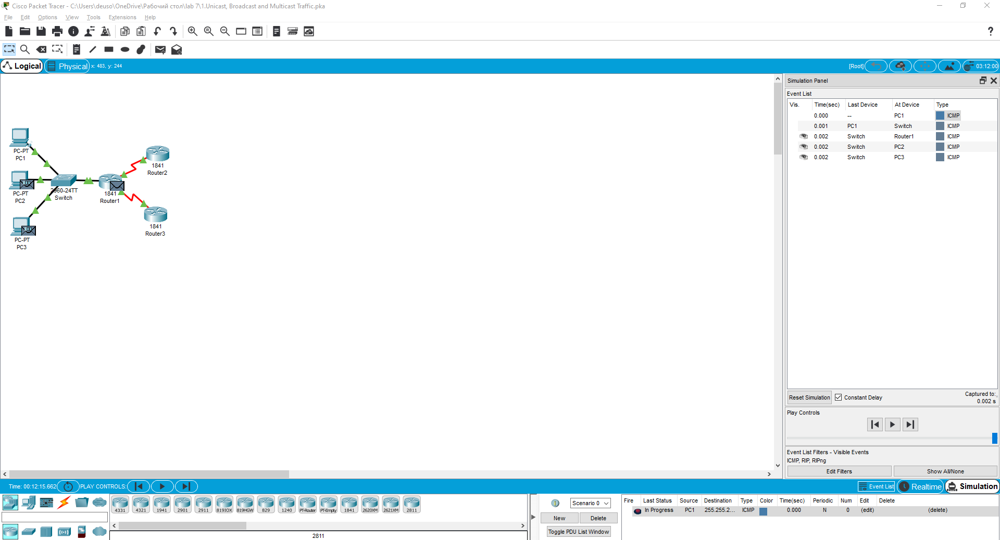 Cisco Packet Tracer - C:\Users\deuso\OneDrive\Рабочий стол\lab 7\1.Unicast, Broadcast and Multicast Traffic.pka
File Edit Options View Tools Extensions Help
Logical Physical x: 483, y: 244 [Root] 03:12:00
Simulation Panel
Event List
Vis. Time(sec) Last Device At Device Type
0.000 -- PC1 ICMP
0.001 PC1 Switch ICMP
0.002 Switch Router1 ICMP
0.002 Switch PC2 ICMP
0.002 Switch PC3 ICMP
PC-PT
PC1
1841
Router2
PC-PT
PC2
2960-24TT
Switch
1841
Router1
1841
Router3
PC-PT
PC3
Reset Simulation Constant Delay Captured to:
0.002 s
Play Controls
Event List Filters - Visible Events
ICMP, RIP, RIPng
Edit Filters Show All/None
Time: 00:12:15.662 PLAY CONTROLS: Event List Realtime Simulation
4331 4321 1941 2901 2911 819IOX 819HGW 829 1240 PT-Router PT-Empty 1841 2620XM 2621XM 2811
2811
Scenario 0
New Delete
Toggle PDU List Window
Fire Last Status Source Destination Type Color Time(sec) Periodic Num Edit Delete
In Progress PC1 255.255.2... ICMP 0.000 N 0 (edit) (delete)